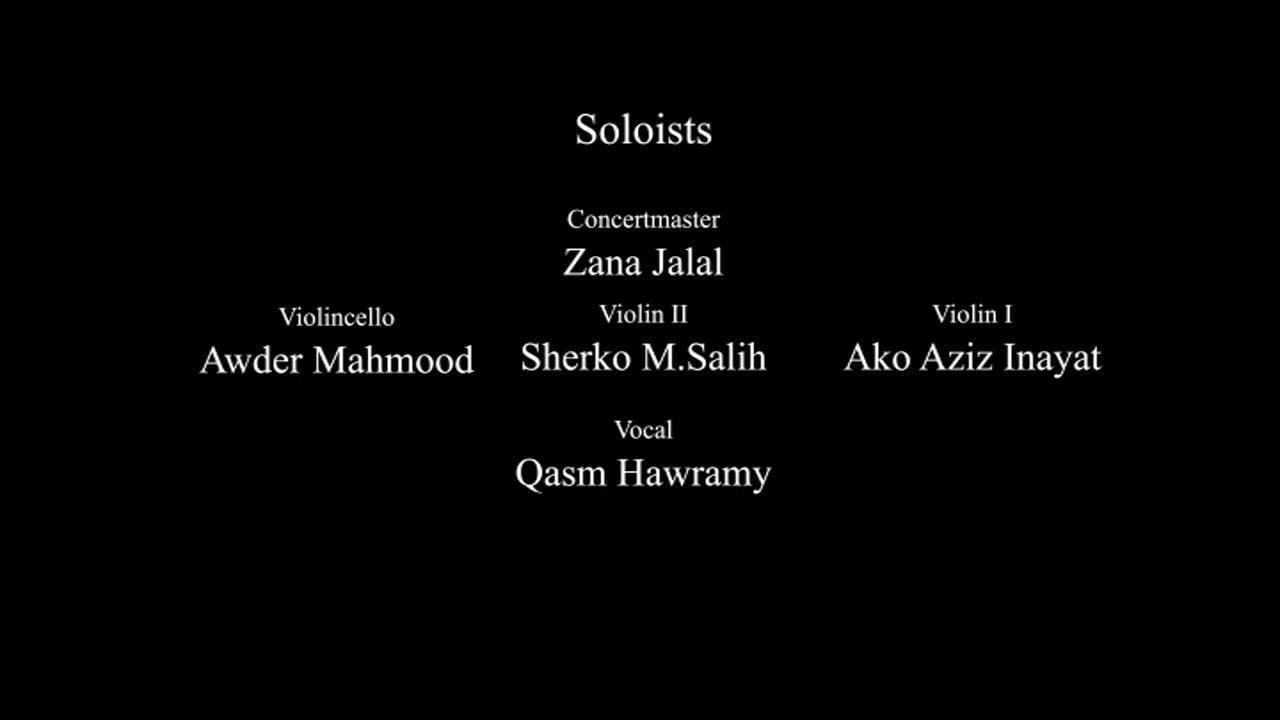 Soloists
Concertmaster
Zana Jalal
Violincello
Awder Mahmood
Violin II
Sherko M.Salih
Violin I
Ako Aziz Inayat
Vocal
Qasm Hawramy